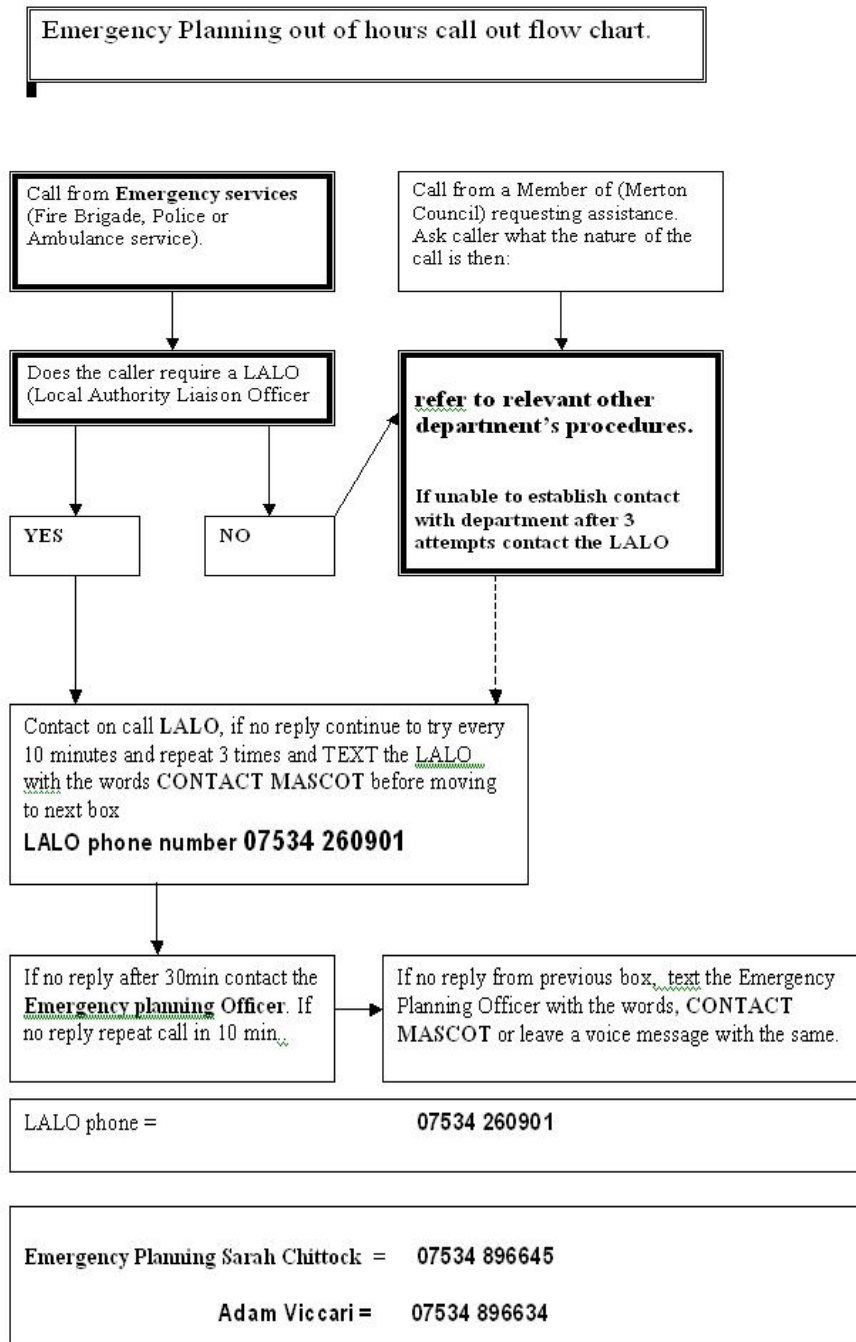 Emergency Planning out of hours call out flow chart.
Call from Emergency services
(Fire Brigade, Police or
Ambulance service).
Call from a Member of (Merton
Council) requesting assistance.
Ask caller what the nature of the
call is then:
Does the caller require a LALO
(Local Authority Liaison Officer
refer to relevant other
department's procedures.
If unable to establish contact
with department after 3
attempts contact the LALO
YES
NO
Contact on call LALO, if no reply continue to try every
10 minutes and repeat 3 times and TEXT the LALO
with the words CONTACT MASCOT before moving
to next box
LALO phone number 07534 260901
If no reply after 30min contact the
Emergency planning Officer. If
no reply repeat call in 10 min..
If no reply from previous box, text the Emergency
Planning Officer with the words, CONTACT
MASCOT or leave a voice message with the same.
LALO phone = 07534 260901
Emergency Planning Sarah Chittock = 07534 896645
Adam Viccari = 07534 896634